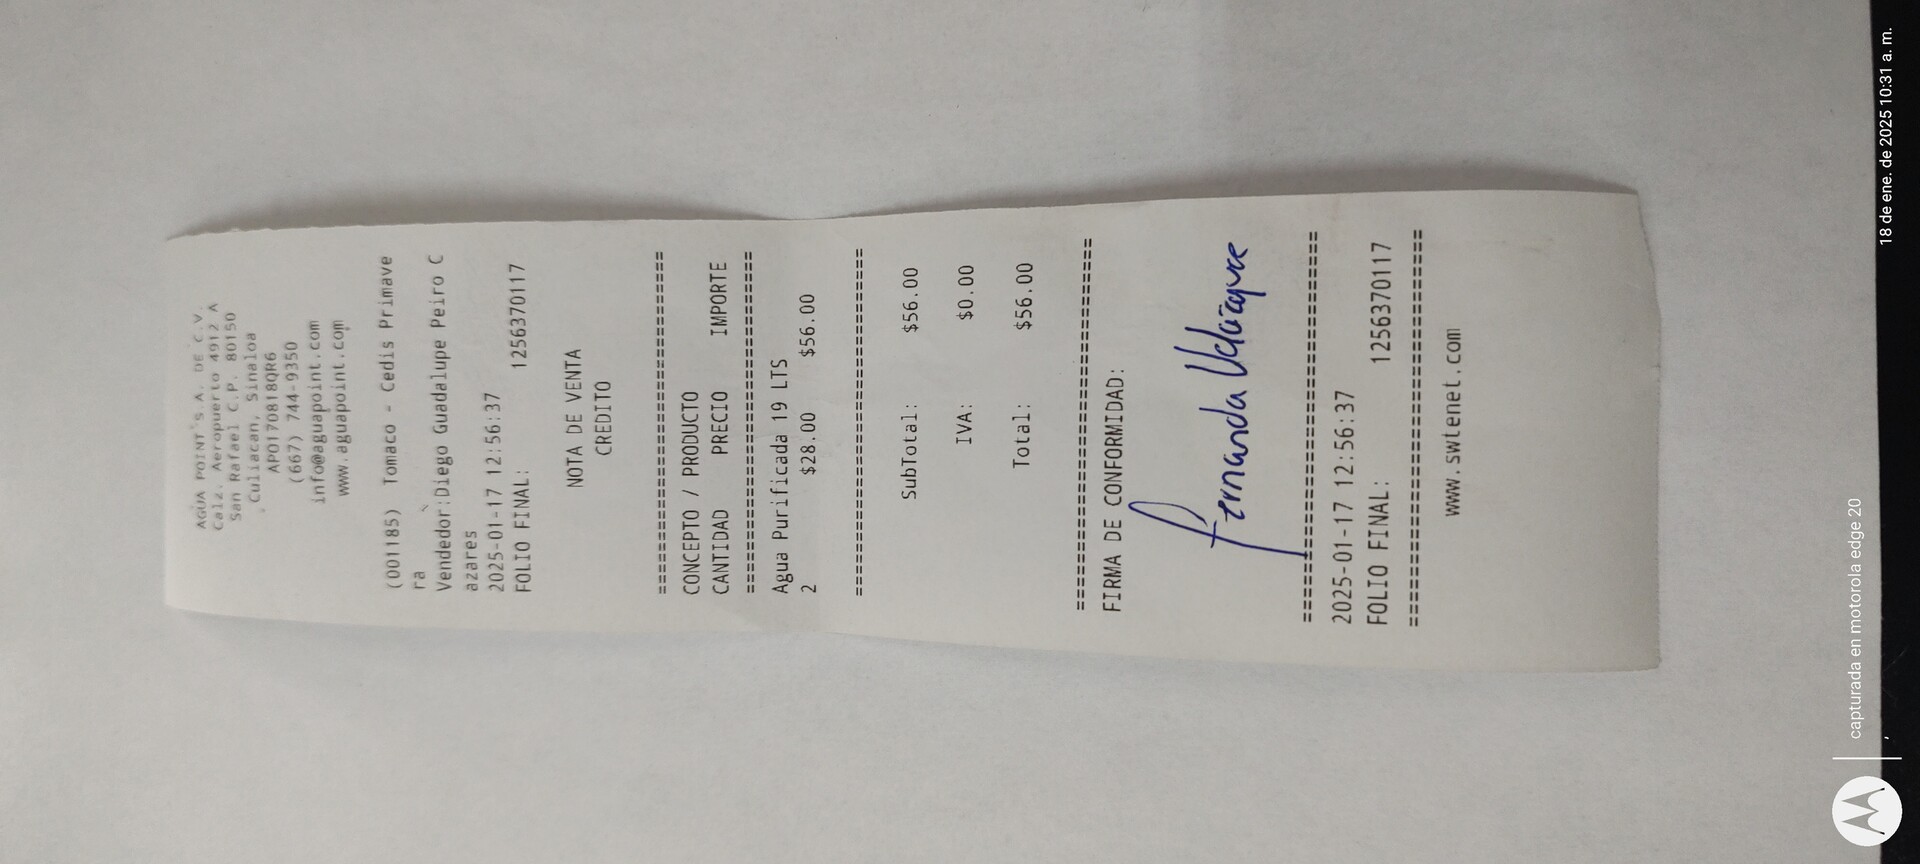 AGUA POINT'S A. DE C.V.
Calz. Aeropuerto 4912 A
San Rafael C.P. 80150
,Culiacan, Sinaloa
APO170818QR6
(667) 744-9350
info@aguapoint.com
www.aguapoint.com
(001185) Tomaco - Cedis Primave
ra
Vendedor:Diego Guadalupe Peiro C
azares
2025-01-17 12:56:37
FOLIO FINAL: 1256370117
NOTA DE VENTA
CREDITO
================================
CONCEPTO / PRODUCTO
CANTIDAD PRECIO IMPORTE
================================
Agua Purificada 19 LTS
2 $28.00 $56.00
================================
SubTotal: $56.00
IVA: $0.00
Total: $56.00
================================
FIRMA DE CONFORMIDAD:
Fernanda
================================
2025-01-17 12:56:37
FOLIO FINAL: 1256370117
================================
www.swtenet.com
capturada en motorola edge 20
18 de ene. de 2025 10:31 a. m.